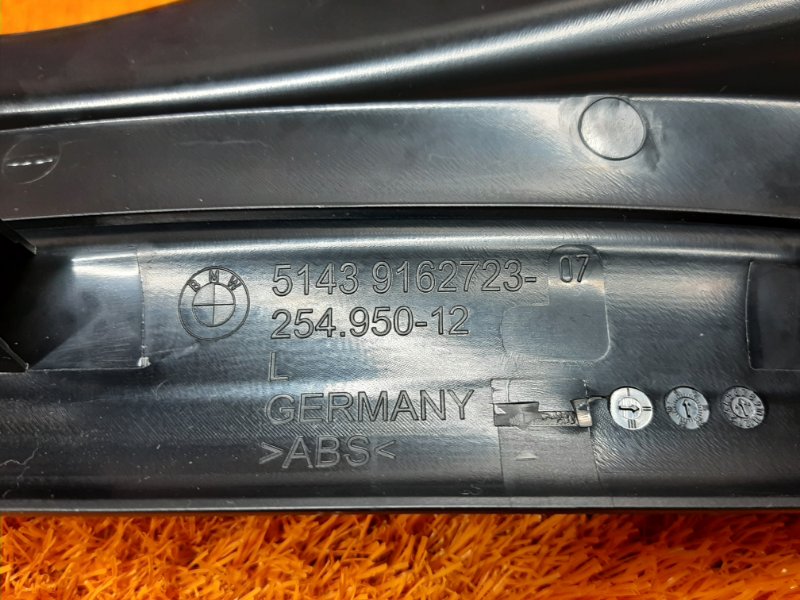 BMW
5143 9162723- 07
254.950-12
L
GERMANY
>ABS<